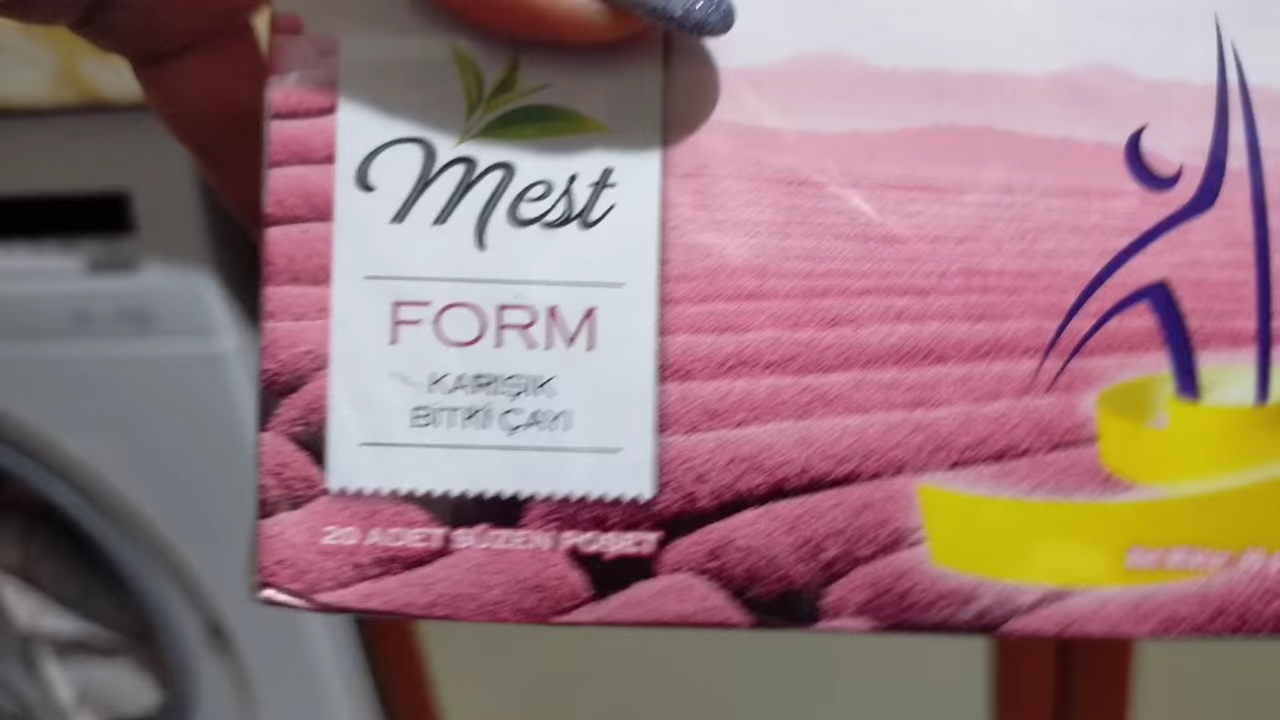 Mest
FORM
KARIŞIK
BİTKİ ÇAYI
20 ADET SÜZEN POŞET